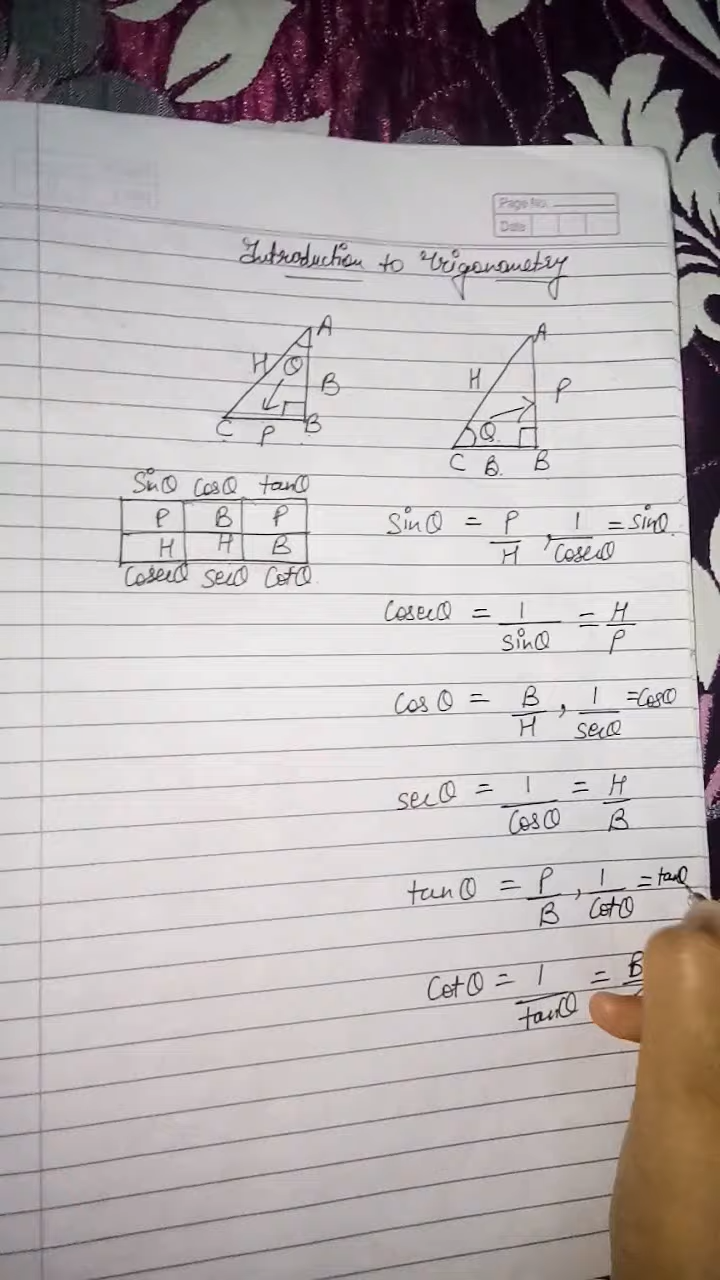 Page No.
Date
Introduction to Trigonometry
A
H
θ
B
C
P
B
A
H
P
θ
C
B.
B
Sinθ Cosθ tanθ
P B P
H H B
Cosecθ secθ Cotθ
Sinθ = P/H , 1/Cosecθ = sinθ
Cosecθ = 1/sinθ = H/P
Cosθ = B/H , 1/secθ = Cosθ
secθ = 1/Cosθ = H/B
tanθ = P/B , 1/Cotθ = tanθ
Cotθ = 1/tanθ = B